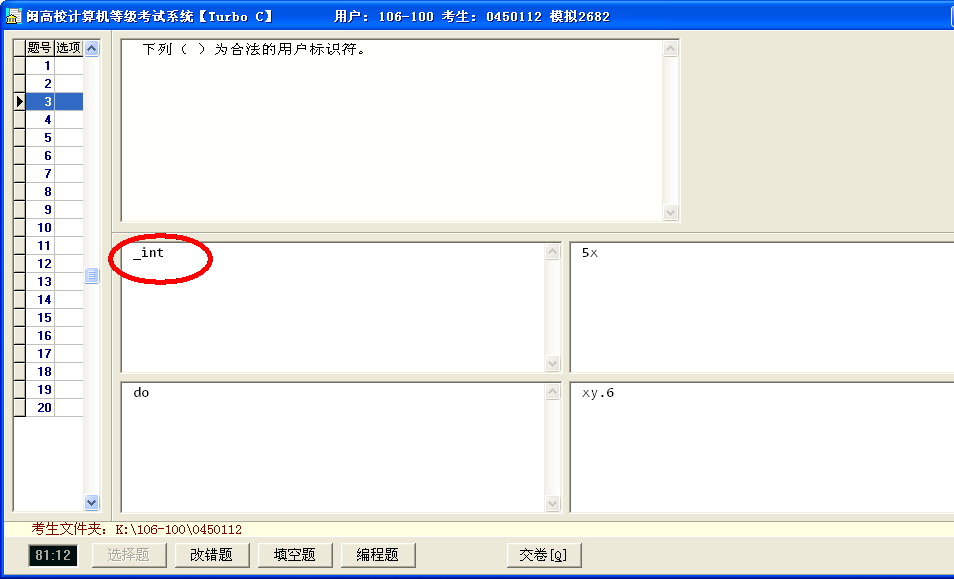 闽高校计算机等级考试系统【Turbo C】 用户: 106-100 考生: 0450112 模拟2682
题号 选项
1
2
3
4
5
6
7
8
9
10
11
12
13
14
15
16
17
18
19
20
下列（ ）为合法的用户标识符。
_int
5x
do
xy.6
考生文件夹: K:\106-100\0450112
81:12 选择题 改错题 填空题 编程题 交卷[Q]